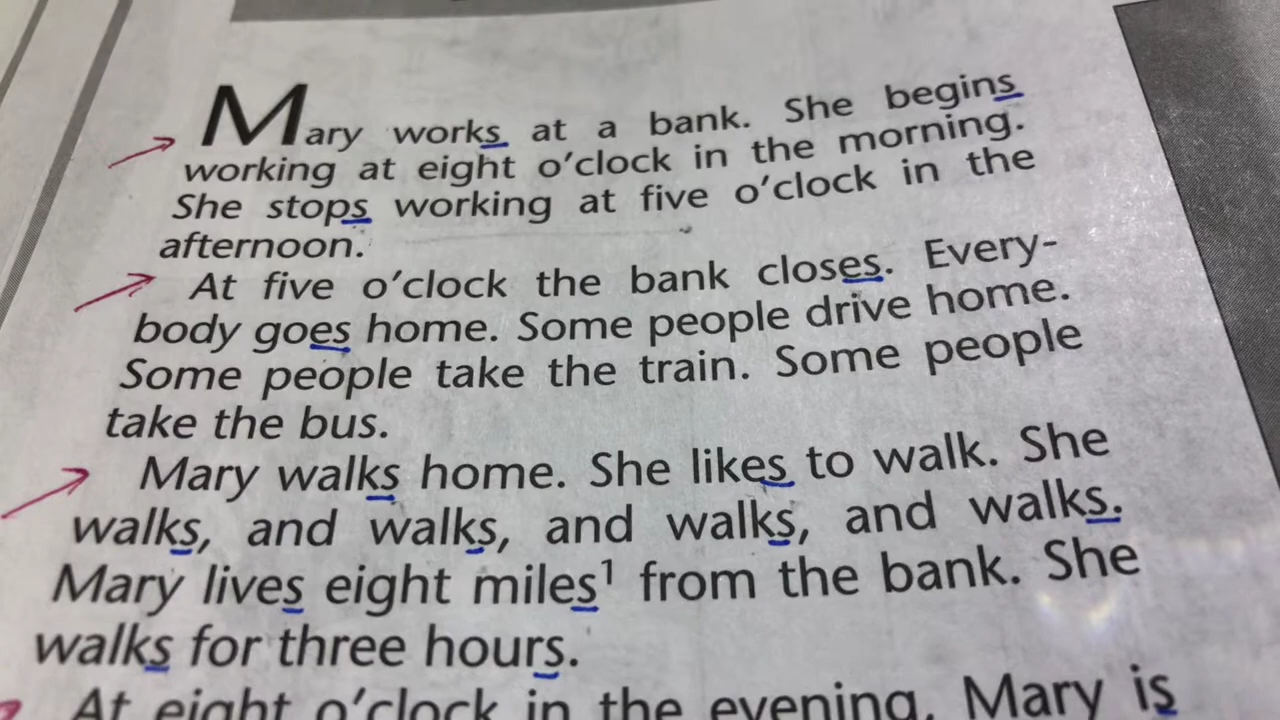 Mary works at a bank. She begins
working at eight o'clock in the morning.
She stops working at five o'clock in the
afternoon.
At five o'clock the bank closes. Every-
body goes home. Some people drive home.
Some people take the train. Some people
take the bus.
Mary walks home. She likes to walk. She
walks, and walks, and walks, and walks.
Mary lives eight miles¹ from the bank. She
walks for three hours.
At eight o'clock in the evening, Mary is